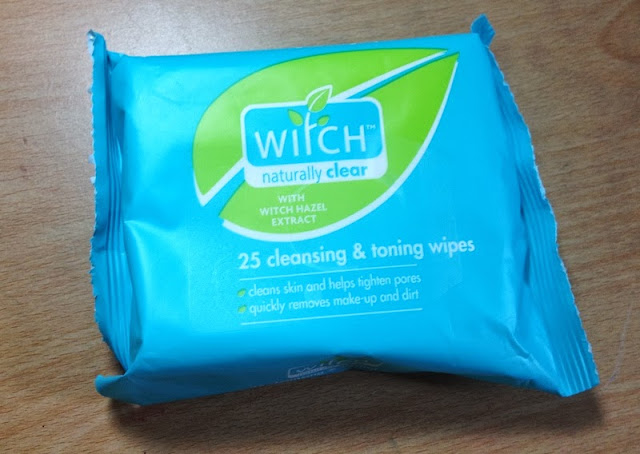 WITCH™
naturally clear
WITH
WITCH HAZEL
EXTRACT
25 cleansing & toning wipes
cleans skin and helps tighten pores
quickly removes make-up and dirt